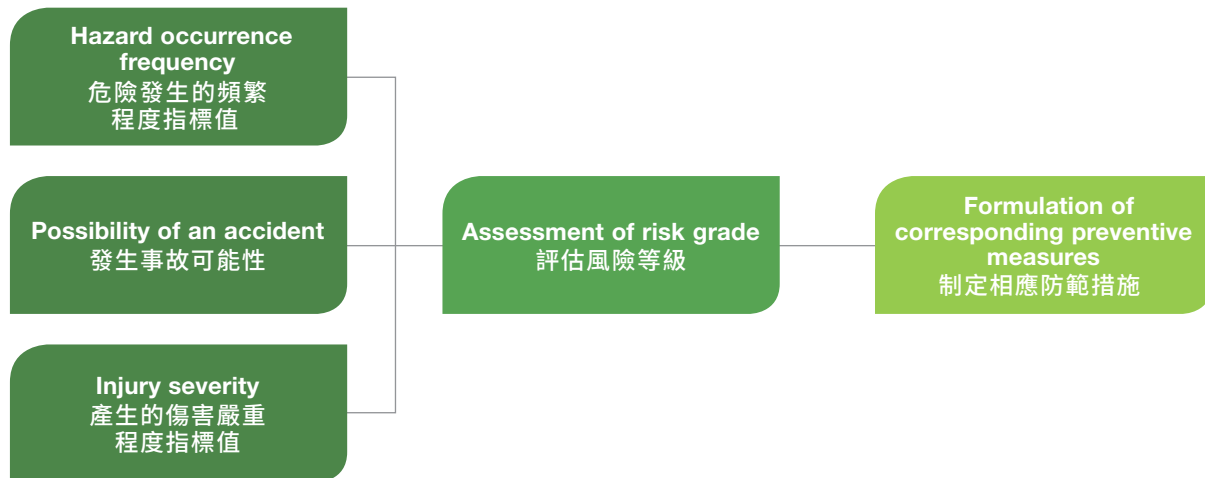 Hazard occurrence
frequency
危險發生的頻繁
程度指標值
Possibility of an accident
發生事故可能性
Injury severity
產生的傷害嚴重
程度指標值
Assessment of risk grade
評估風險等級
Formulation of
corresponding preventive
measures
制定相應防範措施